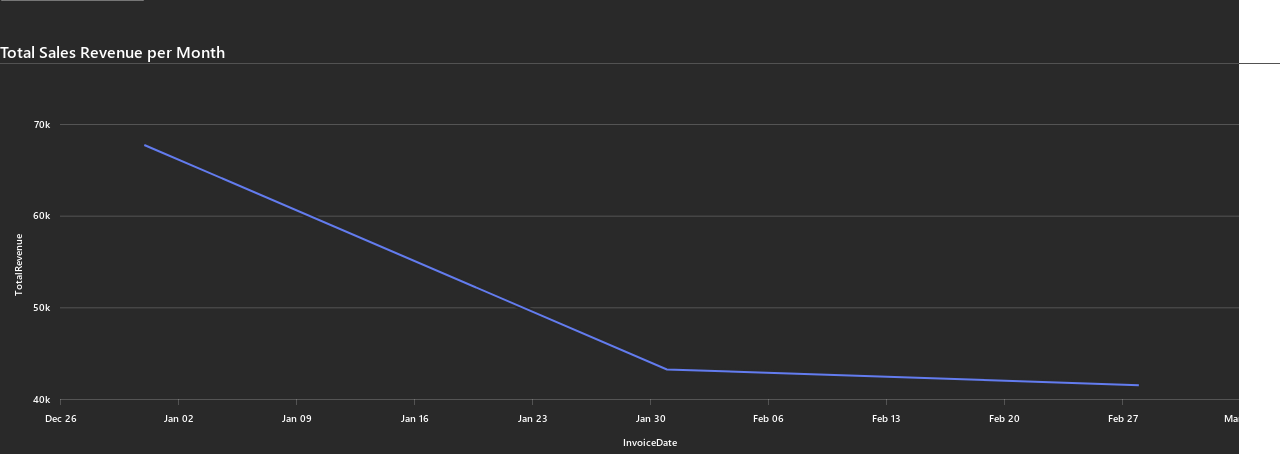 Total Sales Revenue per Month
70k
60k
50k
40k
TotalRevenue
Dec 26 Jan 02 Jan 09 Jan 16 Jan 23 Jan 30 Feb 06 Feb 13 Feb 20 Feb 27
InvoiceDate